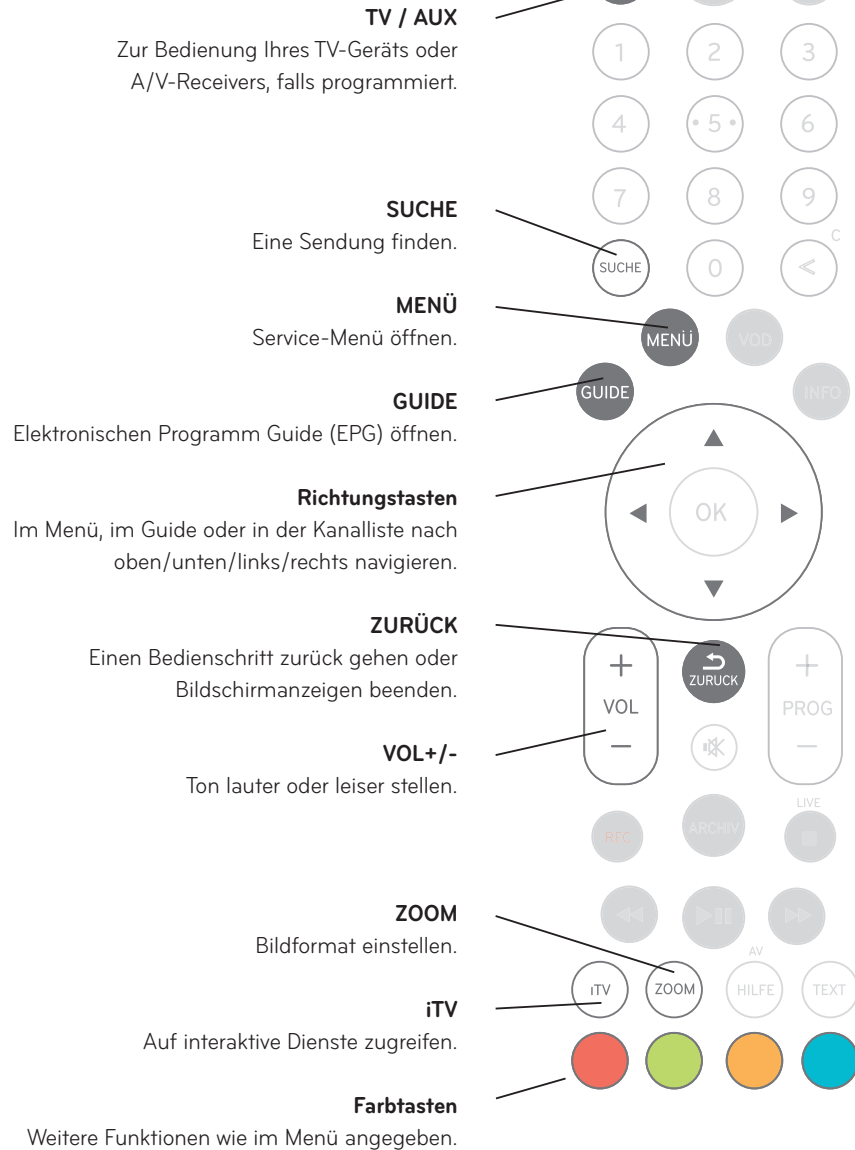 TV / AUX
Zur Bedienung Ihres TV-Geräts oder
A/V-Receivers, falls programmiert.
1 2 3
4 5 6
7 8 9
SUCHE
Eine Sendung finden.
C
SUCHE 0 <
MENÜ
Service-Menü öffnen.
MENÜ VOD
GUIDE
Elektronischen Programm Guide (EPG) öffnen.
GUIDE INFO
Richtungstasten
Im Menü, im Guide oder in der Kanalliste nach
oben/unten/links/rechts navigieren.
OK
ZURÜCK
Einen Bedienschritt zurück gehen oder
Bildschirmanzeigen beenden.
+ ZURUCK +
VOL PROG
− −
VOL+/-
Ton lauter oder leiser stellen.
LIVE
REC ARCHIV
ZOOM
Bildformat einstellen.
AV
iTV ZOOM HILFE TEXT
iTV
Auf interaktive Dienste zugreifen.
Farbtasten
Weitere Funktionen wie im Menü angegeben.